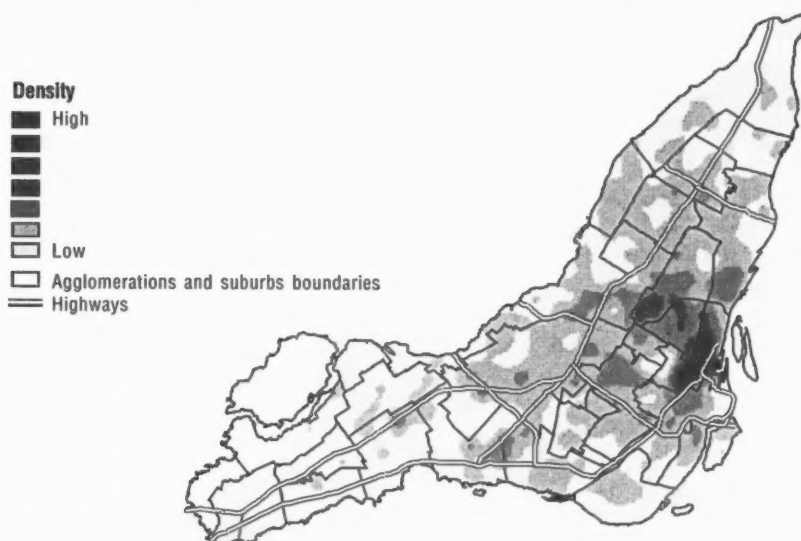 Density
High
Low
Agglomerations and suburbs boundaries
Highways